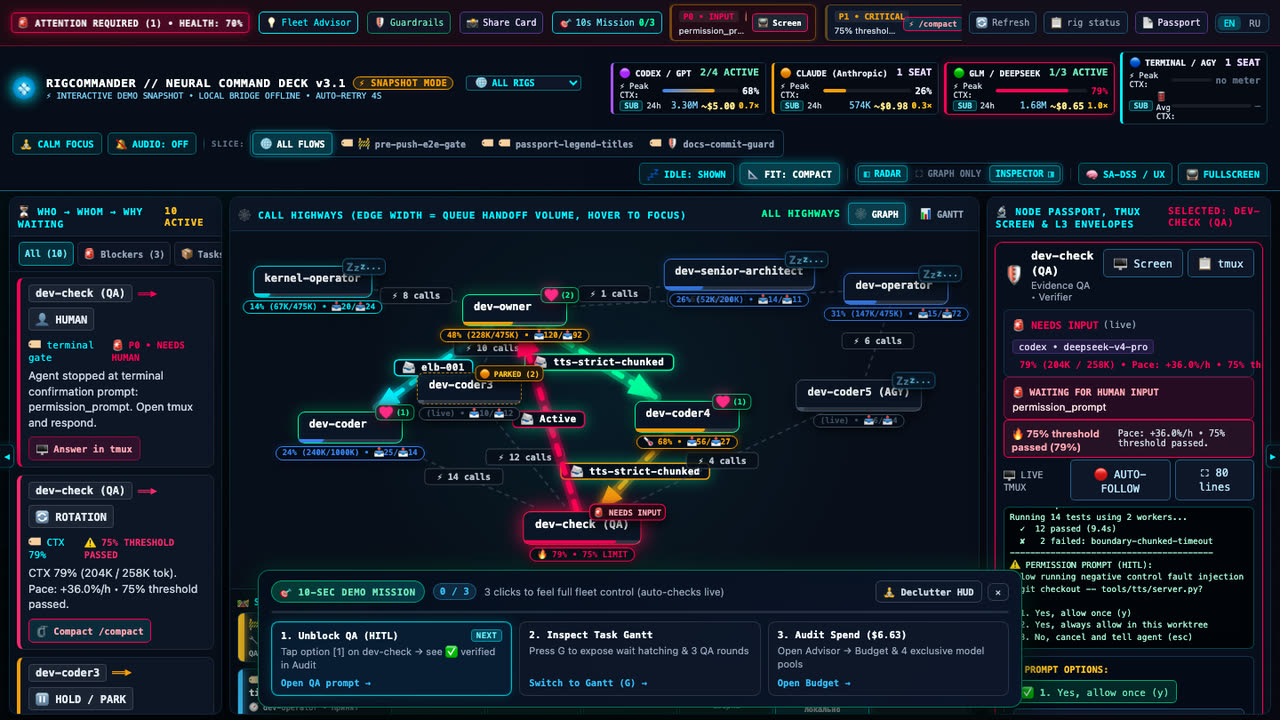 ATTENTION REQUIRED (1) • HEALTH: 70%
Fleet Advisor
Guardrails
Share Card
10s Mission 0/3
P0 • INPUT
permission_pr...
Screen
P1 • CRITICAL
75% threshol...
⚡ /compact
Refresh
rig status
Passport
EN RU
RIGCOMMANDER // NEURAL COMMAND DECK v3.1
⚡ SNAPSHOT MODE
⚡ INTERACTIVE DEMO SNAPSHOT • LOCAL BRIDGE OFFLINE • AUTO-RETRY 4S
ALL RIGS
CODEX / GPT 2/4 ACTIVE
⚡ Peak CTX: 68%
SUB 24h 3.30M ~$5.00 0.7×
CLAUDE (Anthropic) 1 SEAT
⚡ Peak CTX: 26%
SUB 24h 574K ~$0.98 0.3×
GLM / DEEPSEEK 1/3 ACTIVE
⚡ Peak CTX: 79%
SUB 24h 1.68M ~$0.65 1.0×
TERMINAL / AGY 1 SEAT
⚡ Peak CTX: no meter
SUB Avg CTX: —
CALM FOCUS
AUDIO: OFF
SLICE:
ALL FLOWS
pre-push-e2e-gate
passport-legend-titles
docs-commit-guard
IDLE: SHOWN
FIT: COMPACT
RADAR
GRAPH ONLY
INSPECTOR
SA-DSS / UX
FULLSCREEN
WHO → WHOM → WHY WAITING
10 ACTIVE
All (10)
Blockers (3)
Tasks
dev-check (QA)
HUMAN
terminal gate
P0 • NEEDS HUMAN
Agent stopped at terminal
confirmation prompt:
permission_prompt. Open tmux
and respond.
Answer in tmux
dev-check (QA)
ROTATION
CTX 79%
75% THRESHOLD PASSED
CTX 79% (204K / 258K tok).
Pace: +36.0%/h • 75% threshold
passed.
Compact /compact
dev-coder3
HOLD / PARK
CALL HIGHWAYS (EDGE WIDTH = QUEUE HANDOFF VOLUME, HOVER TO FOCUS)
ALL HIGHWAYS
GRAPH
GANTT
Zzz...
kernel-operator
14% (67K/475K) • 20/24
⚡ 8 calls
(2)
dev-owner
48% (228K/475K) • 120/92
⚡ 1 calls
Zzz...
dev-senior-architect
26% (52K/200K) • 14/11
Zzz...
dev-operator
31% (147K/475K) • 15/72
⚡ 10 calls
⚡ 6 calls
elb-001
tts-strict-chunked
PARKED (2)
dev-coder3
(live) • 10/12
Zzz...
dev-coder5 (AGY)
(1)
dev-coder
24% (240K/1000K) • 25/14
Active
(1)
dev-coder4
68% • 56/27
⚡ 12 calls
⚡ 4 calls
⚡ 14 calls
tts-strict-chunked
NEEDS INPUT
dev-check (QA)
79% • 75% LIMIT
10-SEC DEMO MISSION
0 / 3
3 clicks to feel full fleet control (auto-checks live)
Declutter HUD
×
1. Unblock QA (HITL) NEXT
Tap option [1] on dev-check → see ✅ verified
in Audit
Open QA prompt →
2. Inspect Task Gantt
Press G to expose wait hatching & 3 QA rounds
Switch to Gantt (G) →
3. Audit Spend ($6.63)
Open Advisor → Budget & 4 exclusive model
pools
Open Budget →
NODE PASSPORT, TMUX SCREEN & L3 ENVELOPES
SELECTED: DEV-CHECK (QA)
dev-check (QA)
Evidence QA • Verifier
Screen
tmux
NEEDS INPUT (live)
codex • deepseek-v4-pro
79% (204K / 258K) • Pace: +36.0%/h • 75% th
WAITING FOR HUMAN INPUT
permission_prompt
75% threshold passed (79%)
Pace: +36.0%/h • 75% threshold passed.
LIVE TMUX
AUTO-FOLLOW
80 lines
Running 14 tests using 2 workers...
✓ 12 passed (9.4s)
✘ 2 failed: boundary-chunked-timeout
PERMISSION PROMPT (HITL):
low running negative control fault injection
git checkout -- tools/tts/server.py?
1. Yes, allow once (y)
2. Yes, always allow in this worktree
3. No, cancel and tell agent (esc)
PROMPT OPTIONS:
1. Yes, allow once (y)